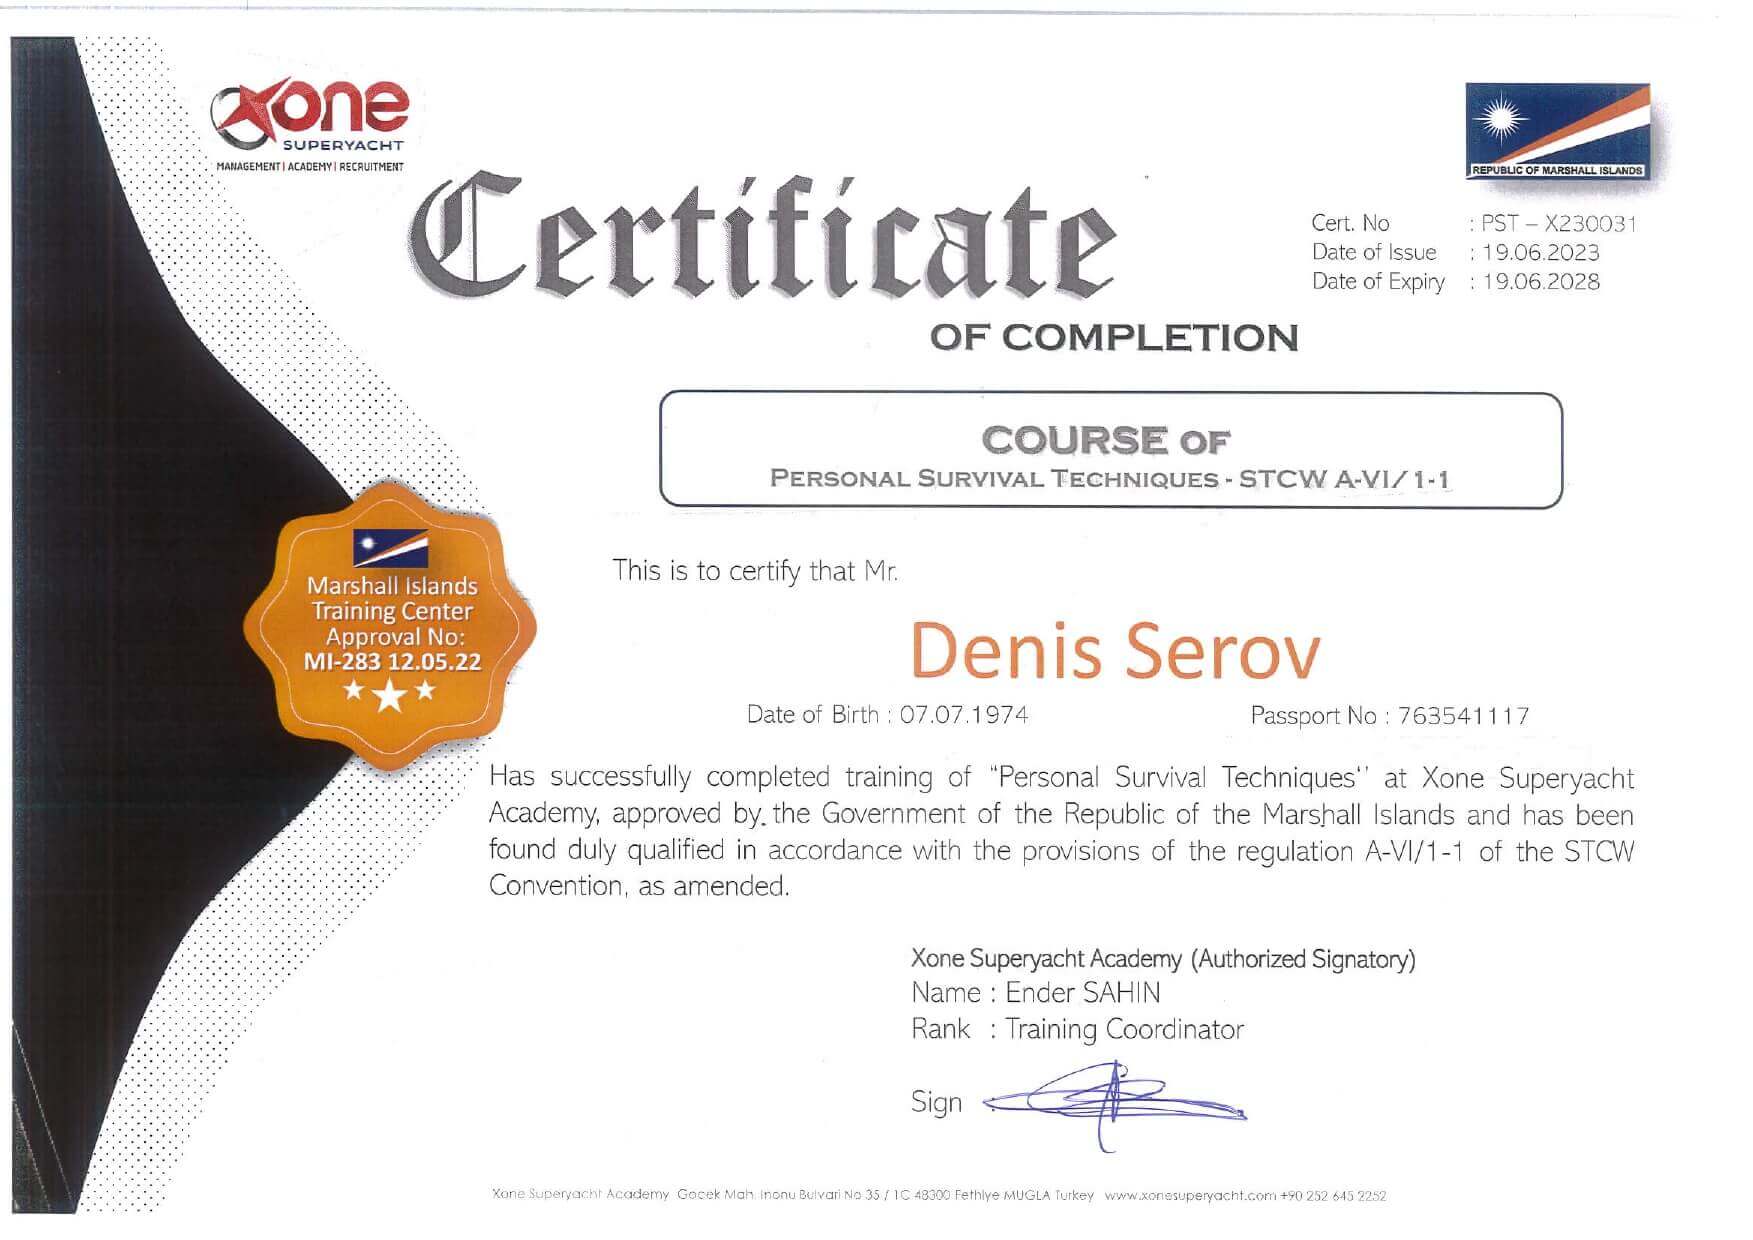 xone
SUPERYACHT
MANAGEMENT | ACADEMY | RECRUITMENT
REPUBLIC OF MARSHALL ISLANDS
Certificate
OF COMPLETION
Cert. No : PST – X230031
Date of Issue : 19.06.2023
Date of Expiry : 19.06.2028
COURSE OF
PERSONAL SURVIVAL TECHNIQUES - STCW A-VI/1-1
Marshall Islands
Training Center
Approval No:
MI-283 12.05.22
This is to certify that Mr.
Denis Serov
Date of Birth : 07.07.1974 Passport No : 763541117
Has successfully completed training of "Personal Survival Techniques'' at Xone Superyacht
Academy, approved by the Government of the Republic of the Marshall Islands and has been
found duly qualified in accordance with the provisions of the regulation A-VI/1-1 of the STCW
Convention, as amended.
Xone Superyacht Academy (Authorized Signatory)
Name : Ender SAHIN
Rank : Training Coordinator
Sign
Xone Superyacht Academy Gocek Mah. Inonu Bulvari No 35 / 1C 48300 Fethiye MUGLA Turkey www.xonesuperyacht.com +90 252 645 2252